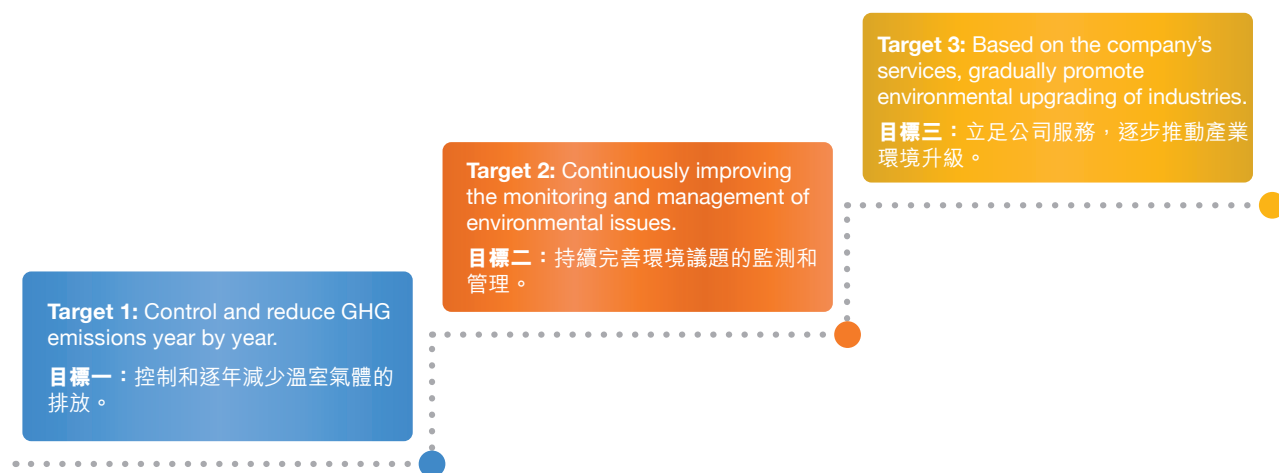 Target 3: Based on the company's
services, gradually promote
environmental upgrading of industries.
目標三：立足公司服務，逐步推動產業
環境升級。
Target 2: Continuously improving
the monitoring and management of
environmental issues.
目標二：持續完善環境議題的監測和
管理。
Target 1: Control and reduce GHG
emissions year by year.
目標一：控制和逐年減少溫室氣體的
排放。